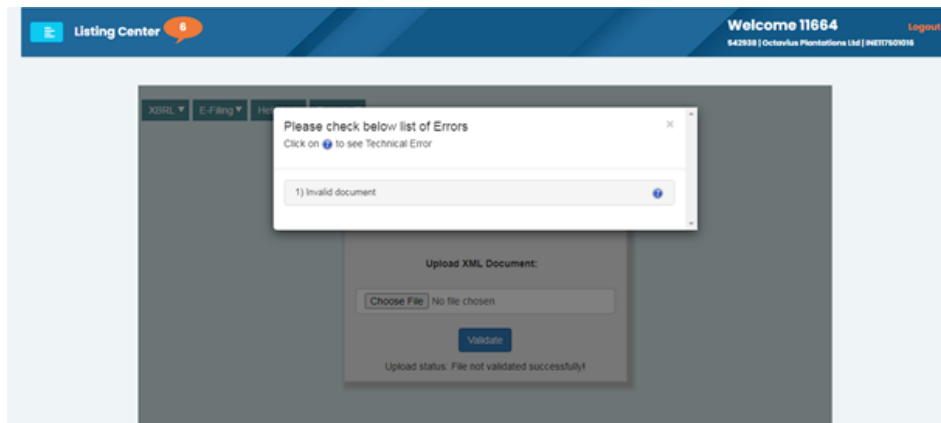 Listing Center 6
Welcome 11664 Logout
542938 | Octavius Plantations Ltd | INE117S01016
XBRL E-Filing
Please check below list of Errors ×
Click on ? to see Technical Error
1) Invalid document ?
Upload XML Document:
Choose File No file chosen
Validate
Upload status: File not validated successfully!